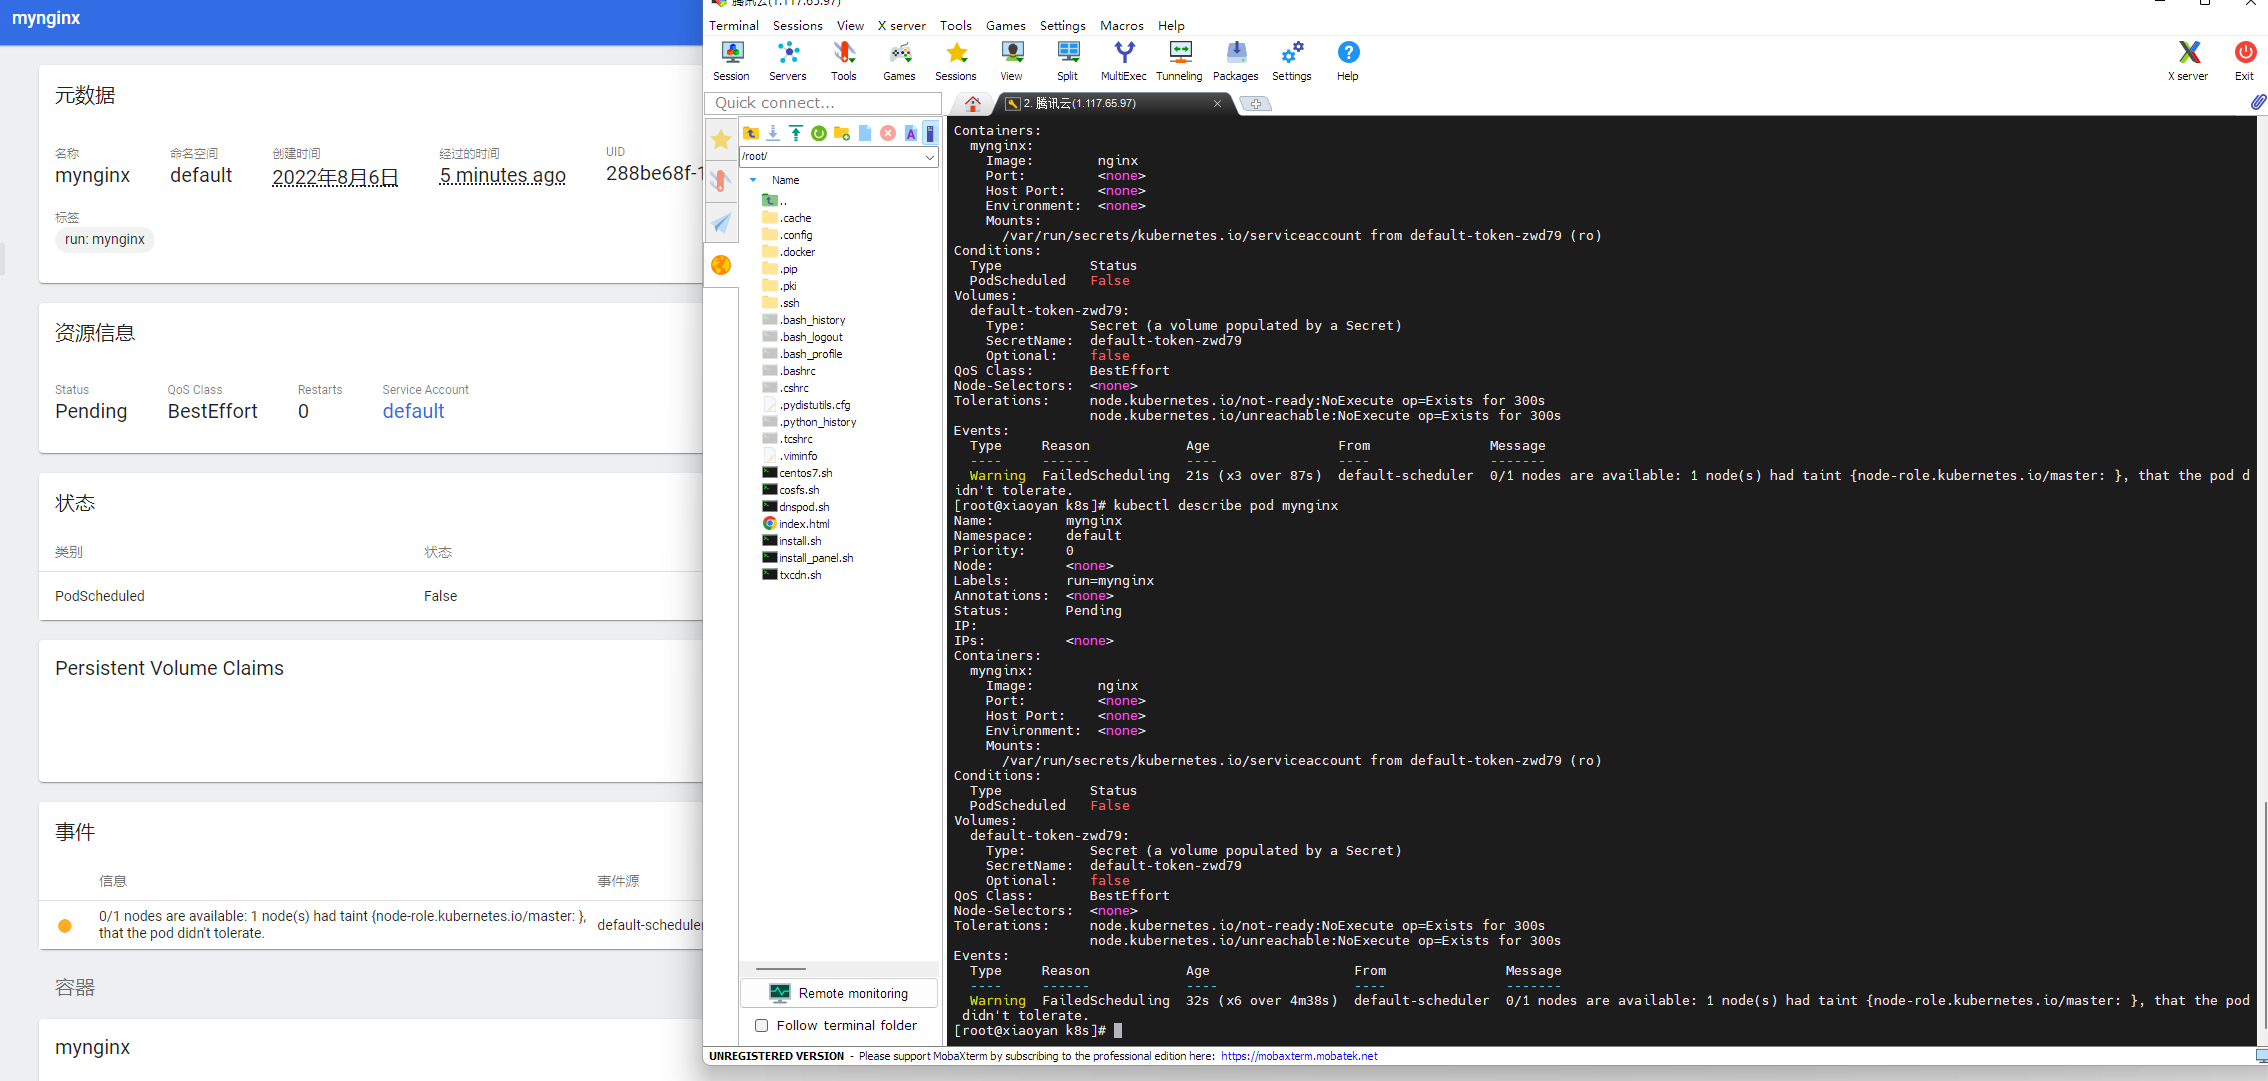 mynginx
元数据
名称
mynginx
命名空间
default
创建时间
2022年8月6日
经过的时间
5 minutes ago
UID
288be68f-1
标签
run: mynginx
资源信息
Status
Pending
QoS Class
BestEffort
Restarts
0
Service Account
default
状态
类别 状态
PodScheduled False
Persistent Volume Claims
事件
信息 事件源
0/1 nodes are available: 1 node(s) had taint {node-role.kubernetes.io/master: },
that the pod didn't tolerate.
default-scheduler
容器
mynginx
腾讯云(1.117.65.97)
Terminal Sessions View X server Tools Games Settings Macros Help
Session Servers Tools Games Sessions View Split MultiExec Tunneling Packages Settings Help X server Exit
Quick connect...
2. 腾讯云(1.117.65.97)
/root/
Name
..
.cache
.config
.docker
.pip
.pki
.ssh
.bash_history
.bash_logout
.bash_profile
.bashrc
.cshrc
.pydistutils.cfg
.python_history
.tcshrc
.viminfo
centos7.sh
cosfs.sh
dnspod.sh
index.html
install.sh
install_panel.sh
txcdn.sh
Remote monitoring
Follow terminal folder
Containers:
mynginx:
Image: nginx
Port: <none>
Host Port: <none>
Environment: <none>
Mounts:
/var/run/secrets/kubernetes.io/serviceaccount from default-token-zwd79 (ro)
Conditions:
Type Status
PodScheduled False
Volumes:
default-token-zwd79:
Type: Secret (a volume populated by a Secret)
SecretName: default-token-zwd79
Optional: false
QoS Class: BestEffort
Node-Selectors: <none>
Tolerations: node.kubernetes.io/not-ready:NoExecute op=Exists for 300s
node.kubernetes.io/unreachable:NoExecute op=Exists for 300s
Events:
Type Reason Age From Message
---- ------ ---- ---- -------
Warning FailedScheduling 21s (x3 over 87s) default-scheduler 0/1 nodes are available: 1 node(s) had taint {node-role.kubernetes.io/master: }, that the pod d
idn't tolerate.
[root@xiaoyan k8s]# kubectl describe pod mynginx
Name: mynginx
Namespace: default
Priority: 0
Node: <none>
Labels: run=mynginx
Annotations: <none>
Status: Pending
IP:
IPs: <none>
Containers:
mynginx:
Image: nginx
Port: <none>
Host Port: <none>
Environment: <none>
Mounts:
/var/run/secrets/kubernetes.io/serviceaccount from default-token-zwd79 (ro)
Conditions:
Type Status
PodScheduled False
Volumes:
default-token-zwd79:
Type: Secret (a volume populated by a Secret)
SecretName: default-token-zwd79
Optional: false
QoS Class: BestEffort
Node-Selectors: <none>
Tolerations: node.kubernetes.io/not-ready:NoExecute op=Exists for 300s
node.kubernetes.io/unreachable:NoExecute op=Exists for 300s
Events:
Type Reason Age From Message
---- ------ ---- ---- -------
Warning FailedScheduling 32s (x6 over 4m38s) default-scheduler 0/1 nodes are available: 1 node(s) had taint {node-role.kubernetes.io/master: }, that the pod
didn't tolerate.
[root@xiaoyan k8s]#
UNREGISTERED VERSION - Please support MobaXterm by subscribing to the professional edition here: https://mobaxterm.mobatek.net